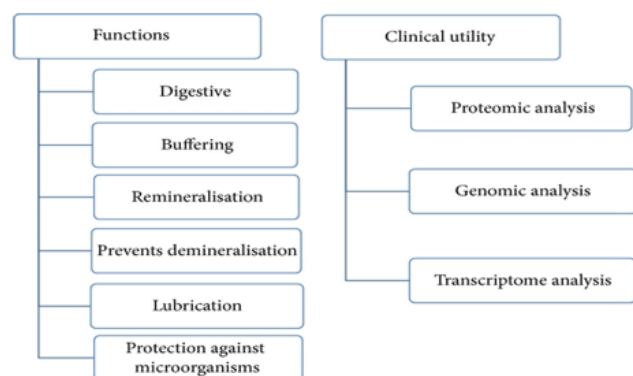 Functions
Digestive
Buffering
Remineralisation
Prevents demineralisation
Lubrication
Protection against
microorganisms
Clinical utility
Proteomic analysis
Genomic analysis
Transcriptome analysis